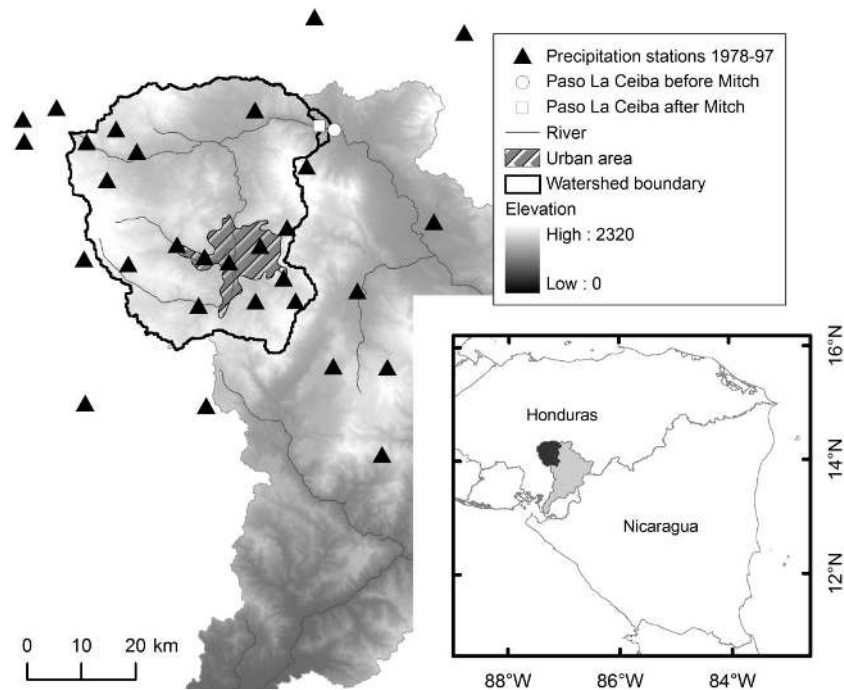 Precipitation stations 1978-97
Paso La Ceiba before Mitch
Paso La Ceiba after Mitch
River
Urban area
Watershed boundary
Elevation
High : 2320
Low : 0
0 10 20 km
Honduras
Nicaragua
16°N
14°N
12°N
88°W 86°W 84°W